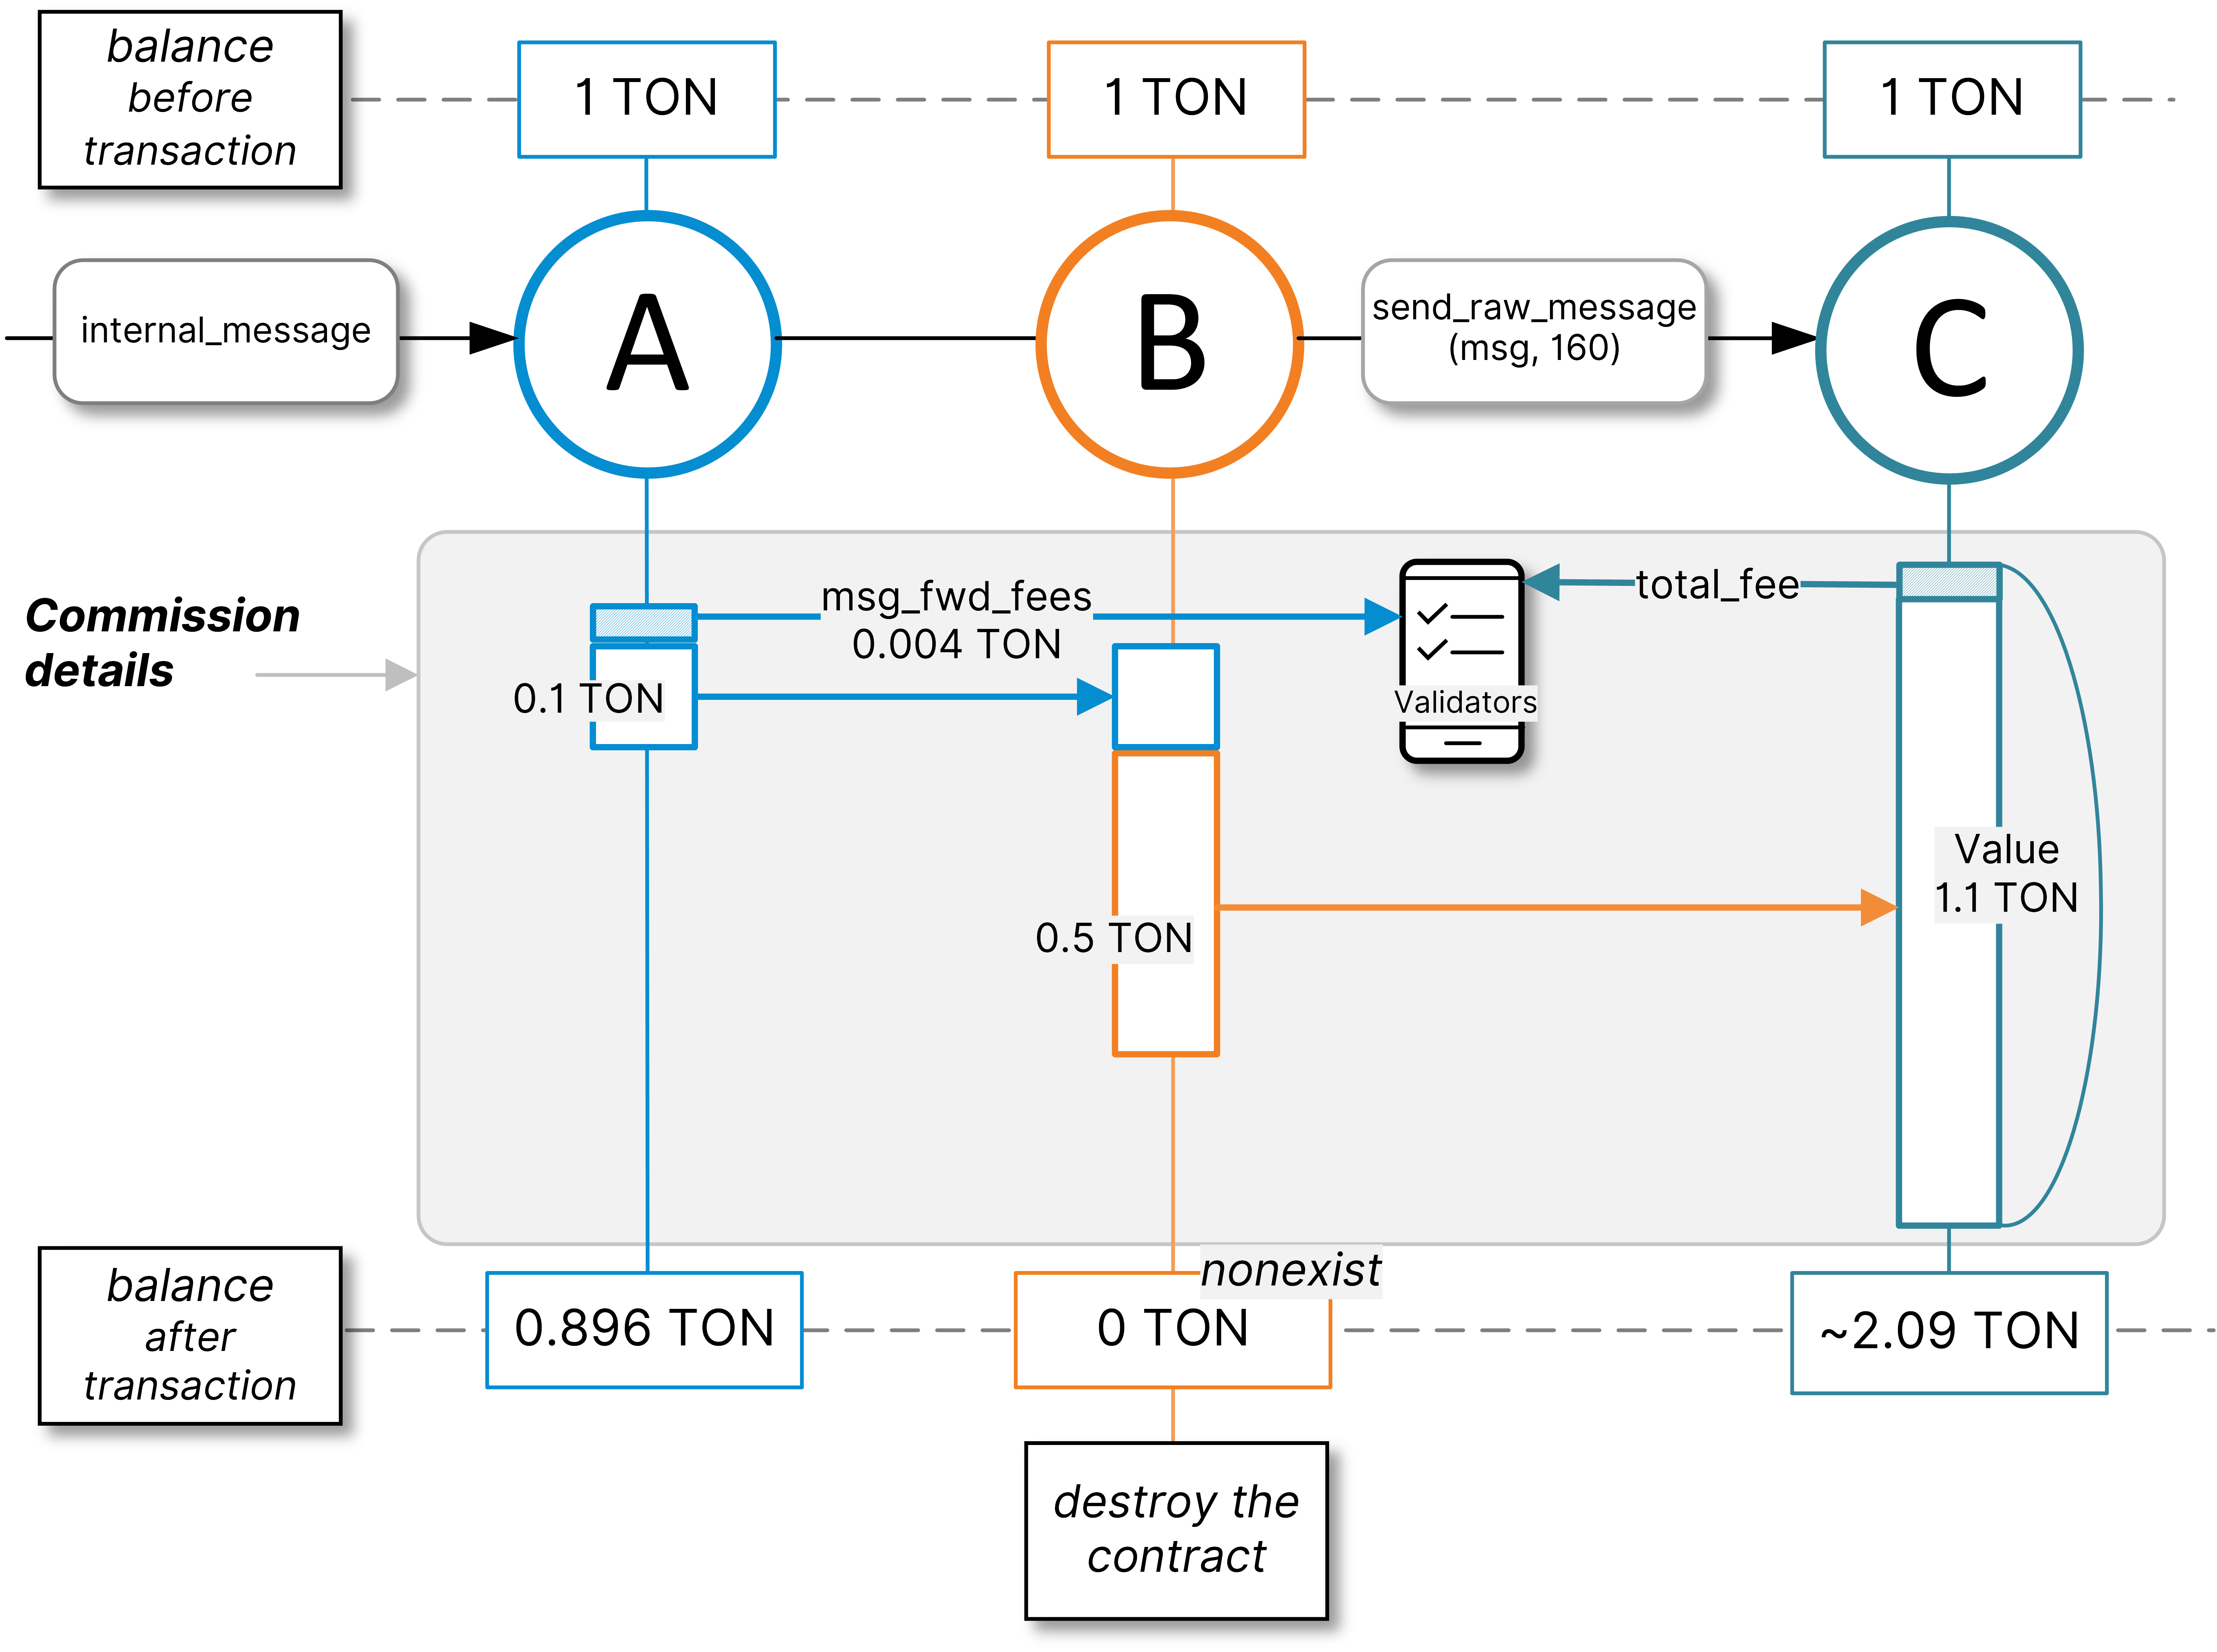 balance
before
transaction
1 TON
1 TON
1 TON
internal_message
A
B
send_raw_message
(msg, 160)
C
Commission
details
msg_fwd_fees
0.004 TON
total_fee
0.1 TON
Validators
Value
1.1 TON
0.5 TON
balance
after
transaction
0.896 TON
nonexist
0 TON
~2.09 TON
destroy the
contract